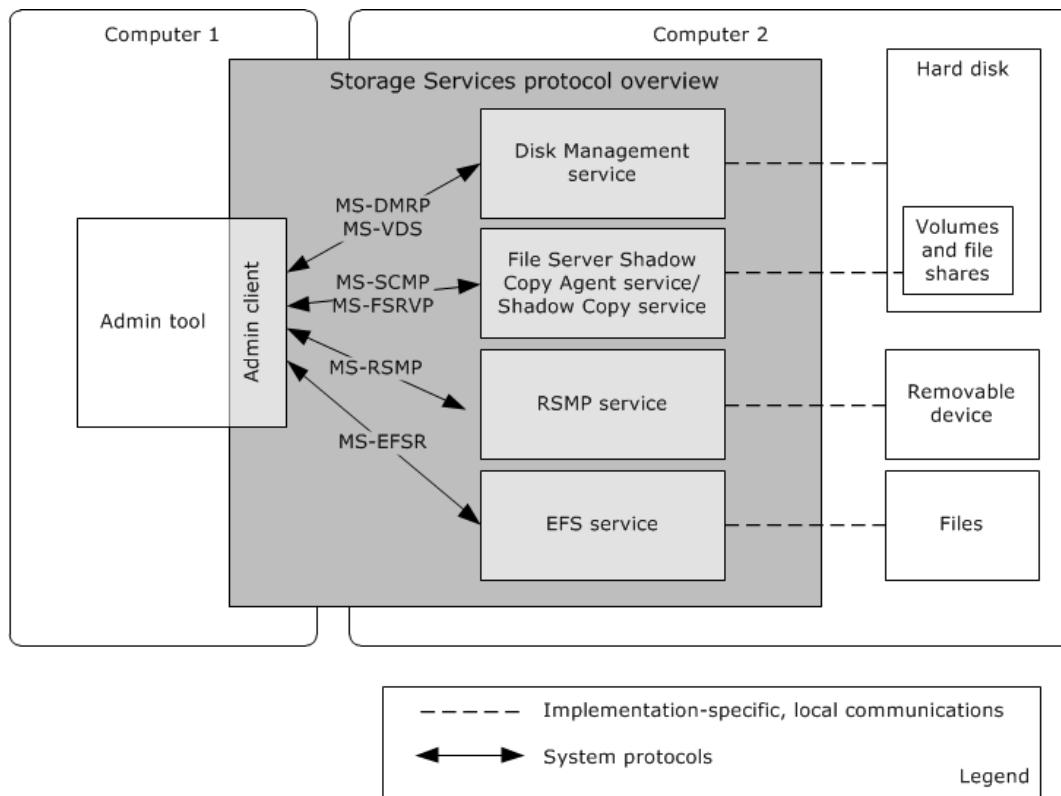 Computer 1
Computer 2
Storage Services protocol overview
Hard disk
Disk Management
service
MS-DMRP
MS-VDS
Volumes
and file
shares
File Server Shadow
Copy Agent service/
Shadow Copy service
MS-SCMP
MS-FSRVP
Admin tool
Admin client
MS-RSMP
RSMP service
Removable
device
MS-EFSR
EFS service
Files
Implementation-specific, local communications
System protocols
Legend